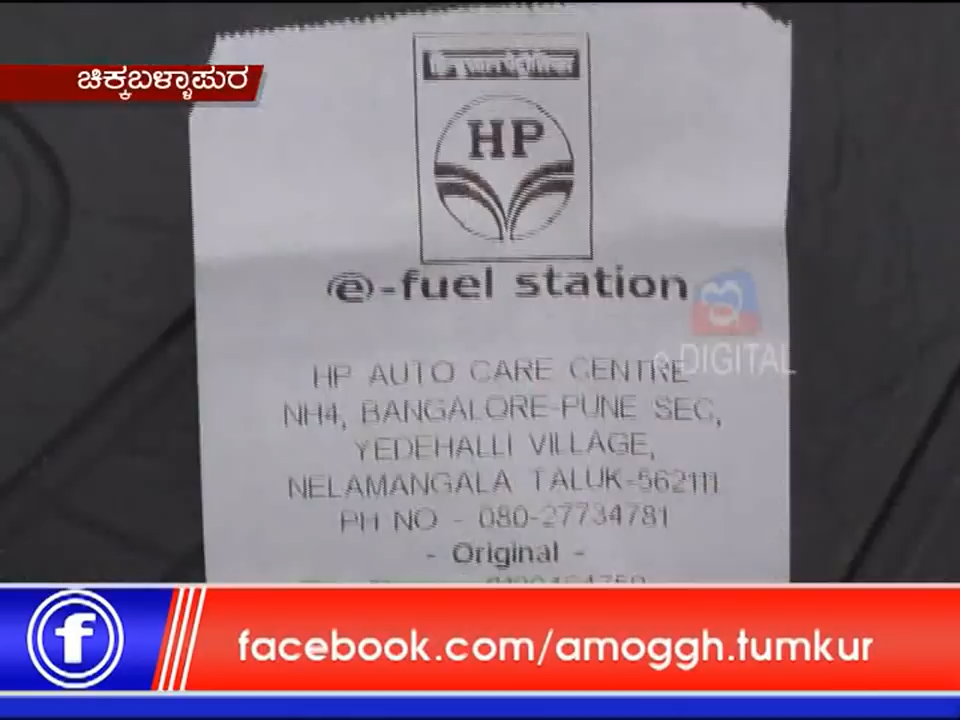 ಚಿಕ್ಕಬಳ್ಳಾಪುರ
HP
e-fuel station
e DIGITAL
HP AUTO CARE CENTRE
NH4, BANGALORE-PUNE SEC,
YEDEHALLI VILLAGE,
NELAMANGALA TALUK-562111
PH NO - 080-27734781
- Original -
facebook.com/amoggh.tumkur